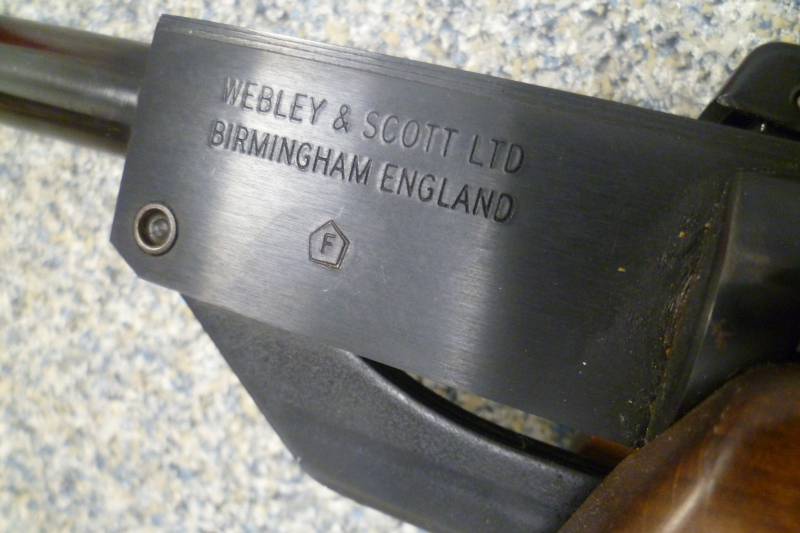 WEBLEY & SCOTT LTD
BIRMINGHAM ENGLAND
F